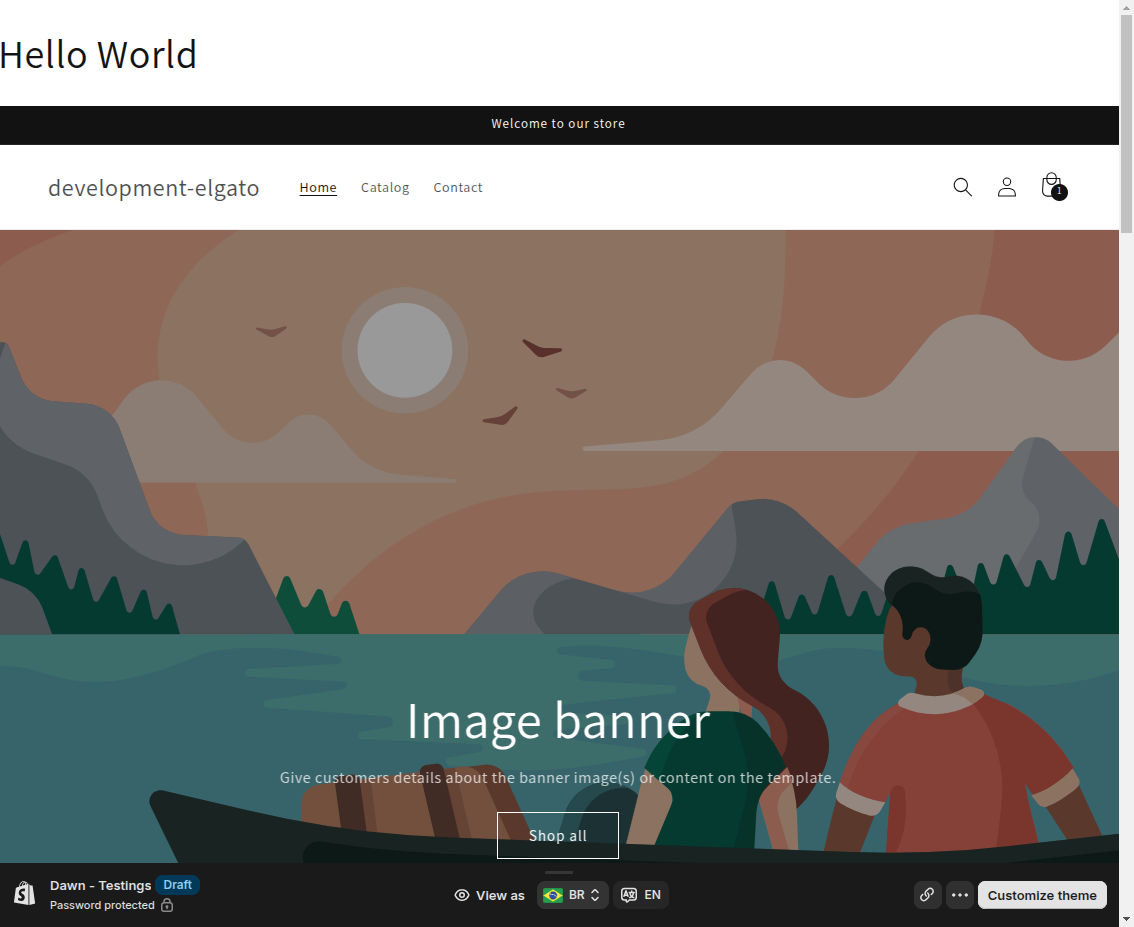 Hello World
Welcome to our store
development-elgato Home Catalog Contact
1
Image banner
Give customers details about the banner image(s) or content on the template.
Shop all
Dawn - Testings Draft
Password protected
View as BR EN
Customize theme